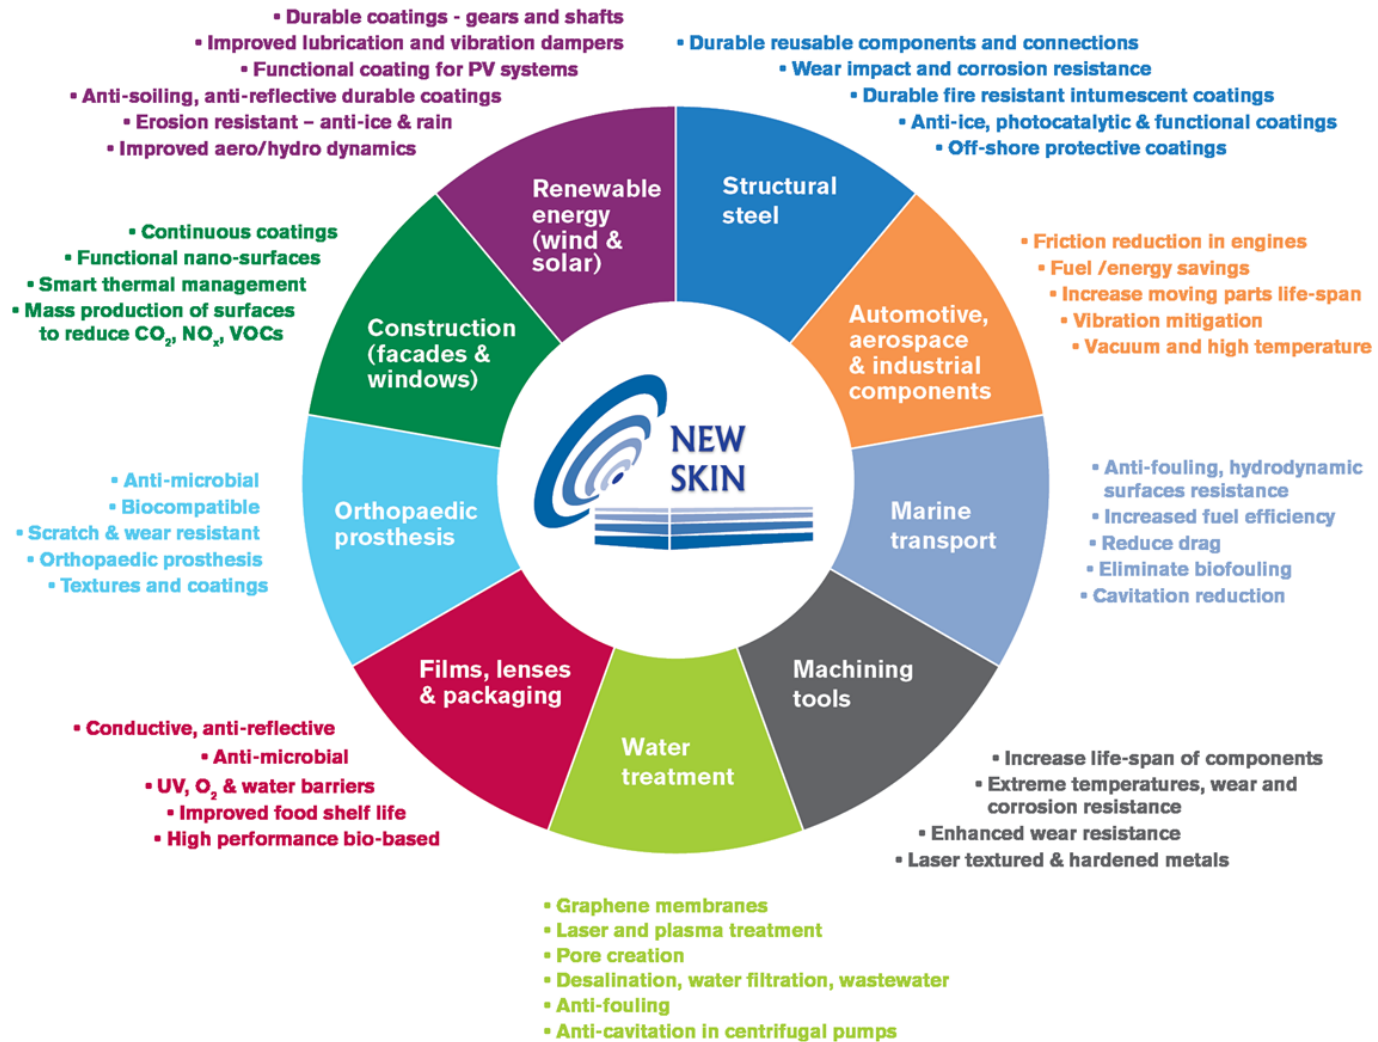 ▪ Durable coatings - gears and shafts
▪ Improved lubrication and vibration dampers
▪ Functional coating for PV systems
▪ Anti-soiling, anti-reflective durable coatings
▪ Erosion resistant – anti-ice & rain
▪ Improved aero/hydro dynamics
▪ Durable reusable components and connections
▪ Wear impact and corrosion resistance
▪ Durable fire resistant intumescent coatings
▪ Anti-ice, photocatalytic & functional coatings
▪ Off-shore protective coatings
Renewable
energy
(wind &
solar)
Structural
steel
▪ Continuous coatings
▪ Functional nano-surfaces
▪ Smart thermal management
▪ Mass production of surfaces
to reduce CO₂, NOₓ, VOCs
Construction
(facades &
windows)
Automotive,
aerospace
& industrial
components
▪ Friction reduction in engines
▪ Fuel /energy savings
▪ Increase moving parts life-span
▪ Vibration mitigation
▪ Vacuum and high temperature
NEW
SKIN
▪ Anti-microbial
▪ Biocompatible
▪ Scratch & wear resistant
▪ Orthopaedic prosthesis
▪ Textures and coatings
Orthopaedic
prosthesis
Marine
transport
▪ Anti-fouling, hydrodynamic
surfaces resistance
▪ Increased fuel efficiency
▪ Reduce drag
▪ Eliminate biofouling
▪ Cavitation reduction
Films, lenses
& packaging
Machining
tools
Water
treatment
▪ Conductive, anti-reflective
▪ Anti-microbial
▪ UV, O₂ & water barriers
▪ Improved food shelf life
▪ High performance bio-based
▪ Increase life-span of components
▪ Extreme temperatures, wear and
corrosion resistance
▪ Enhanced wear resistance
▪ Laser textured & hardened metals
▪ Graphene membranes
▪ Laser and plasma treatment
▪ Pore creation
▪ Desalination, water filtration, wastewater
▪ Anti-fouling
▪ Anti-cavitation in centrifugal pumps